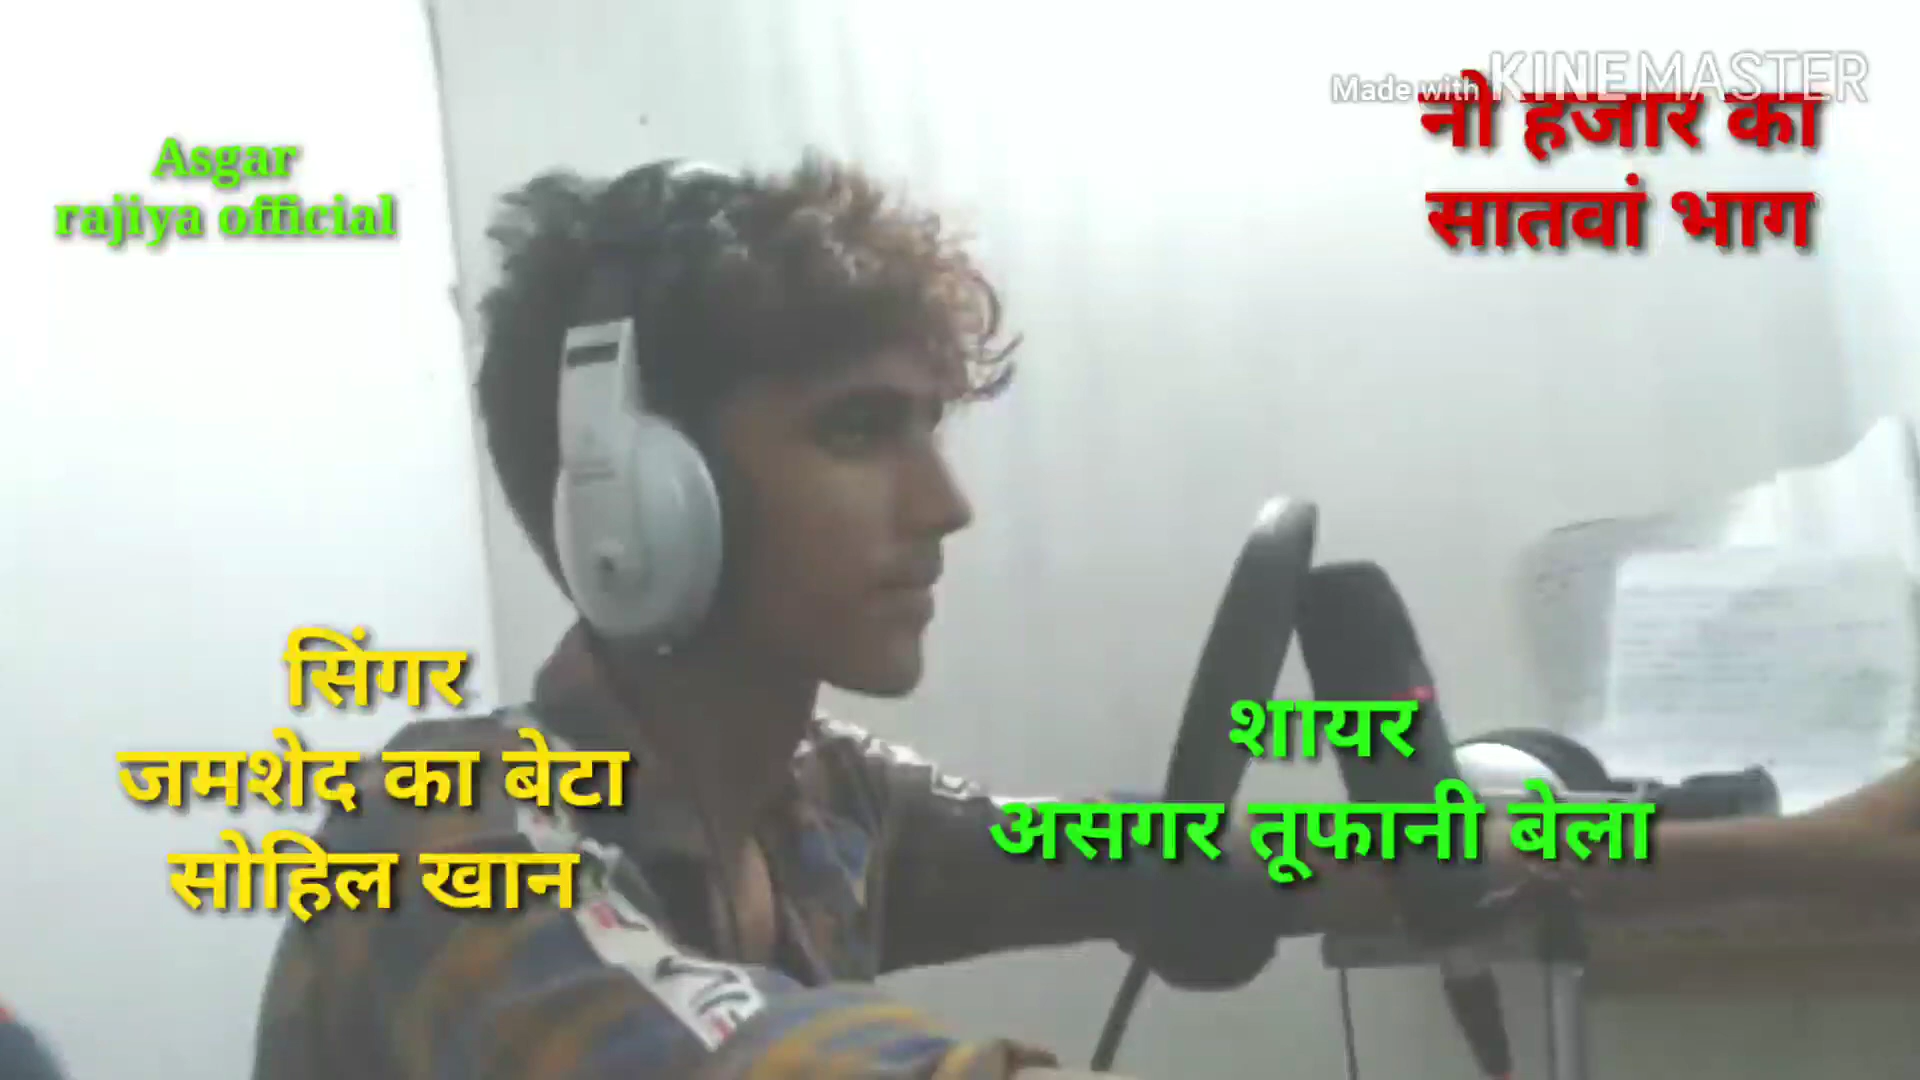 Made with KINEMASTER
Asgar
rajiya official
नौ हजार का
सातवां भाग
सिंगर
जमशेद का बेटा
सोहिल खान
शायर
असगर तूफानी बेला